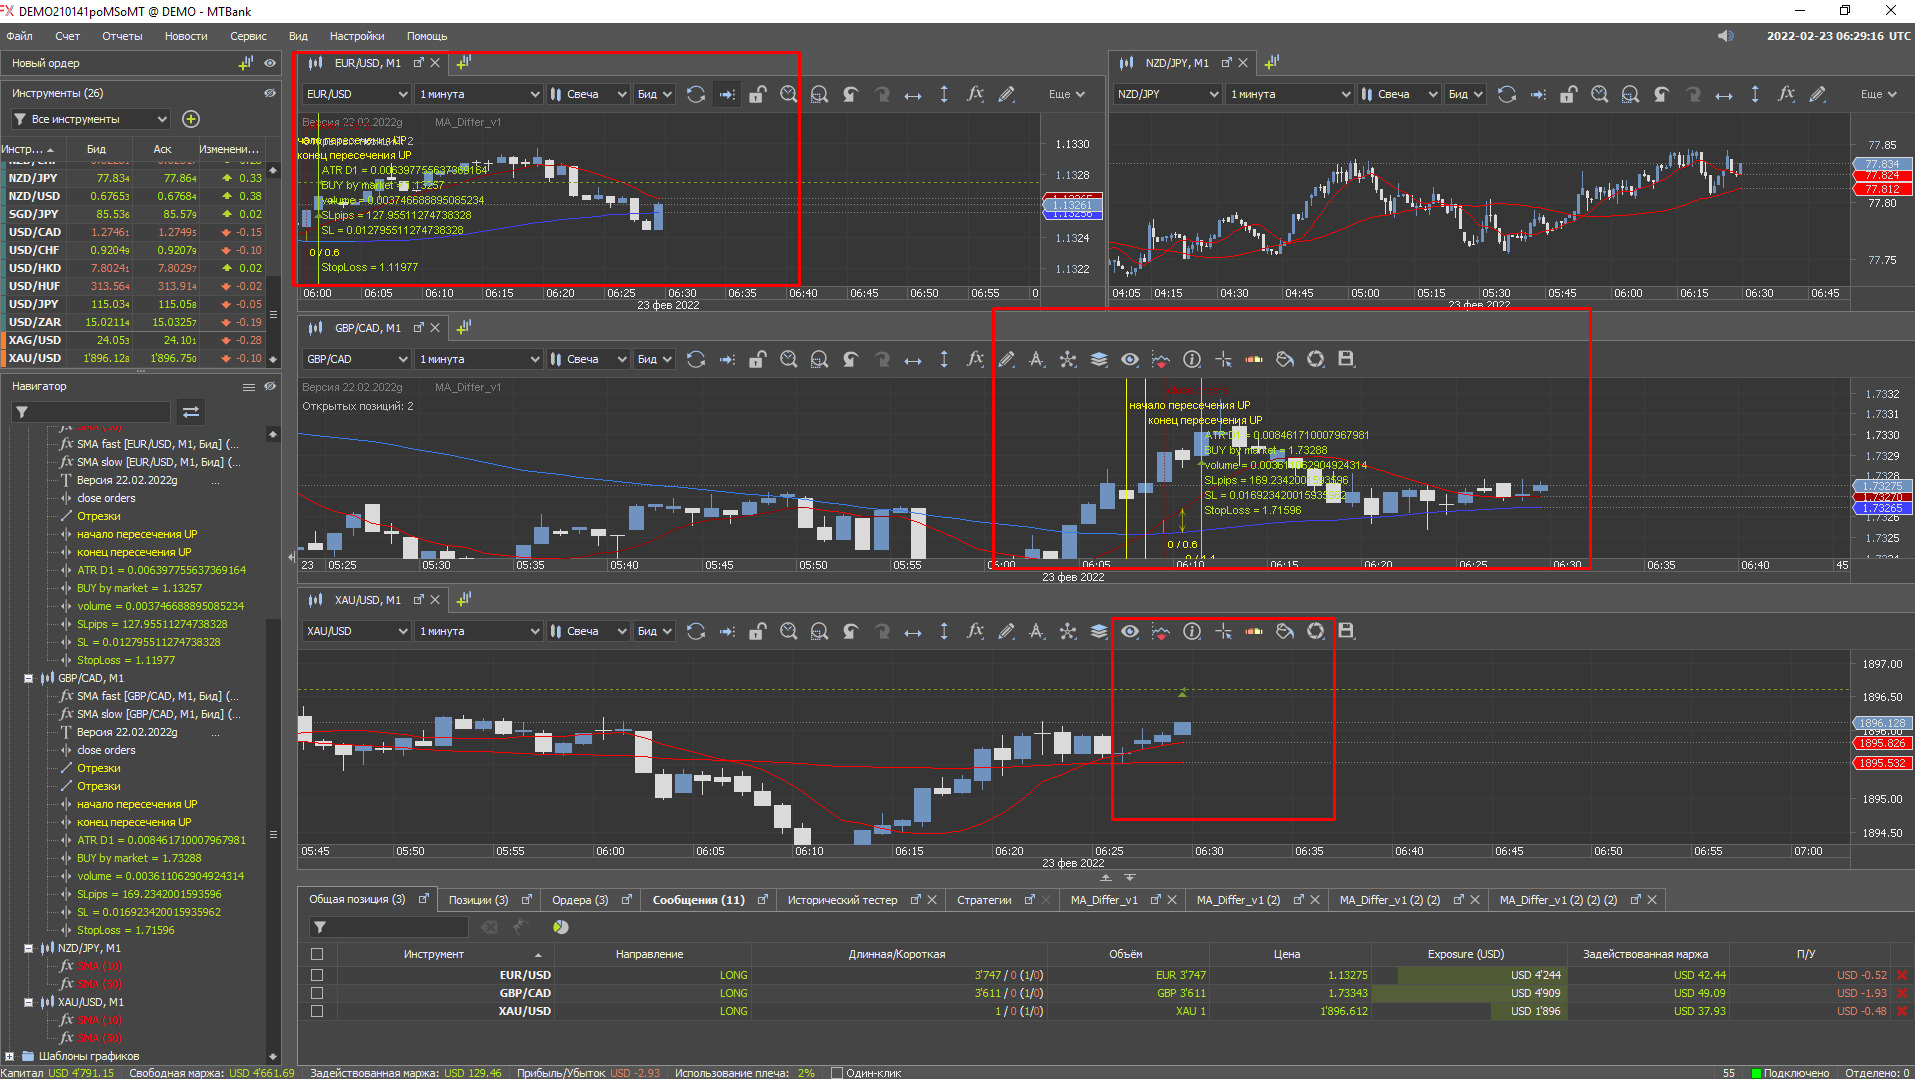 DEMO210141poMSoMT @ DEMO - MTBank
Файл Счет Отчеты Новости Сервис Вид Настройки Помощь
2022-02-23 06:29:16 UTC
Новый ордер
Инструменты (26)
Все инструменты
Инстр... Бид Аск Изменени...
NZD/JPY 77.834 77.864 0.33
NZD/USD 0.67653 0.67684 0.38
SGD/JPY 85.536 85.579 0.02
USD/CAD 1.27461 1.27495 -0.15
USD/CHF 0.92049 0.92079 -0.10
USD/HKD 7.80241 7.80297 0.02
USD/HUF 313.564 313.914 -0.02
USD/JPY 115.034 115.058 -0.05
USD/ZAR 15.02114 15.03257 -0.19
XAG/USD 24.053 24.101 -0.28
XAU/USD 1'896.128 1'896.750 -0.10
Навигатор
SMA fast [EUR/USD, M1, Бид] (...
SMA slow [EUR/USD, M1, Бид] (...
Версия 22.02.2022g ...
close orders
Отрезки
начало пересечения UP
конец пересечения UP
ATR D1 = 0.006397755637369164
BUY by market = 1.13257
volume = 0.003746688895085234
SLpips = 127.95511274738328
SL = 0.012795511274738328
StopLoss = 1.11977
GBP/CAD, M1
SMA fast [GBP/CAD, M1, Бид] (...
SMA slow [GBP/CAD, M1, Бид] (...
Версия 22.02.2022g ...
close orders
Отрезки
Отрезки
начало пересечения UP
конец пересечения UP
ATR D1 = 0.008461710007967981
BUY by market = 1.73288
volume = 0.003611062904924314
SLpips = 169.2342001593596
SL = 0.016923420015935962
StopLoss = 1.71596
NZD/JPY, M1
SMA (10)
SMA (50)
XAU/USD, M1
SMA (10)
SMA (50)
Шаблоны графиков
EUR/USD, M1
EUR/USD 1 минута Свеча Бид Еще
Версия 22.02.2022g MA_Differ_v1
начало пересечения UP
конец пересечения UP
ATR D1 = 0.006397755637369164
BUY by market = 1.13257
volume = 0.003746688895085234
SLpips = 127.95511274738328
SL = 0.012795511274738328
0 / 0.6
StopLoss = 1.11977
1.1330
1.1328
1.13261
1.1324
1.1322
06:00 06:05 06:10 06:15 06:20 06:25 06:30 06:35 06:40 06:45 06:50 06:55 0
23 фев 2022
NZD/JPY, M1
NZD/JPY 1 минута Свеча Бид Еще
77.85
77.834
77.824
77.812
77.80
77.75
04:05 04:15 04:30 04:45 05:00 05:15 05:30 05:45 06:00 06:15 06:30 06:45
23 фев 2022
GBP/CAD, M1
GBP/CAD 1 минута Свеча Бид
Версия 22.02.2022g MA_Differ_v1
Открытых позиций: 2
начало пересечения UP
конец пересечения UP
ATR D1 = 0.008461710007967981
BUY by market = 1.73288
volume = 0.003611062904924314
SLpips = 169.2342001593596
SL = 0.016923420015935962
StopLoss = 1.71596
0 / 0.6
1.7332
1.7331
1.7330
1.7329
1.7328
1.73275
1.73270
1.73265
1.7326
1.7325
23 05:25 05:30 05:35 05:40 05:45 05:50 05:55 06:00 06:05 06:10 06:15 06:20 06:25 06:30 06:35 06:40 45
23 фев 2022
XAU/USD, M1
XAU/USD 1 минута Свеча Бид
1897.00
1896.50
1896.128
1896.00
1895.826
1895.532
1895.00
1894.50
05:45 05:50 05:55 06:00 06:05 06:10 06:15 06:20 06:25 06:30 06:35 06:40 06:45 06:50 06:55 07:00
23 фев 2022
Общая позиция (3) Позиции (3) Ордера (3) Сообщения (11) Исторический тестер Стратегии MA_Differ_v1 MA_Differ_v1 (2) MA_Differ_v1 (2) (2) MA_Differ_v1 (2) (2) (2)
Инструмент Направление Длинная/Короткая Объём Цена Exposure (USD) Задействованная маржа П/У
EUR/USD LONG 3'747 / 0 (1/0) EUR 3'747 1.13275 USD 4'244 USD 42.44 USD -0.52
GBP/CAD LONG 3'611 / 0 (1/0) GBP 3'611 1.73343 USD 4'909 USD 49.09 USD -1.93
XAU/USD LONG 1 / 0 (1/0) XAU 1 1'896.612 USD 1'896 USD 37.93 USD -0.48
Капитал USD 4'791.15 Свободная маржа: USD 4'661.69 Задействованная маржа: USD 129.46 Прибыль/Убыток USD -2.93 Использование плеча: 2% Один-клик 55 Подключено Отделено: 0